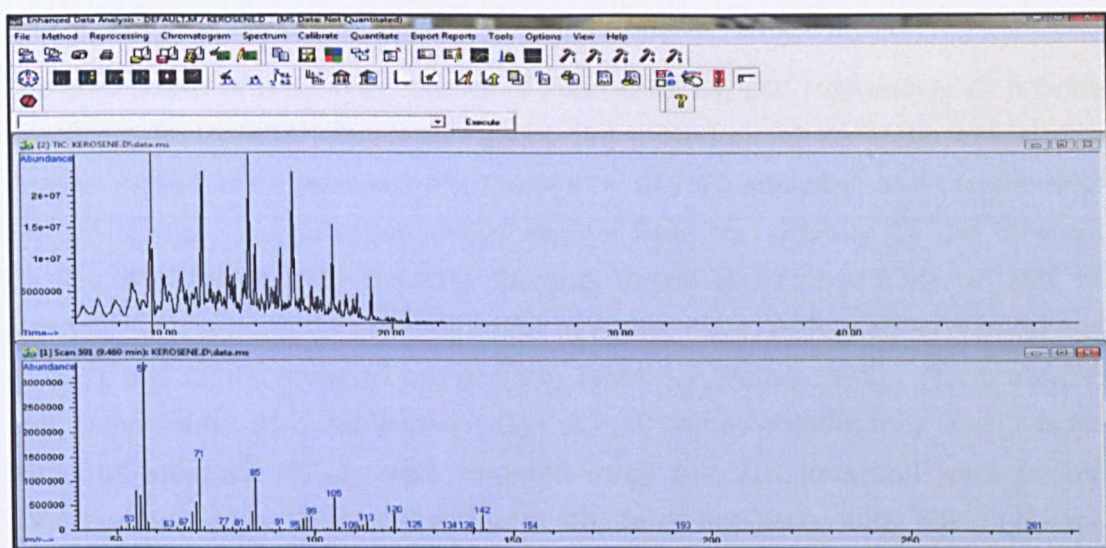 Enhanced Data Analysis - DEFAULT.M / KEROSENE.D (MS Data: Not Quantitated)
File Method Reprocessing Chromatogram Spectrum Calibrate Quantitate Export Reports Tools Options View Help
Execute
[2] TIC: KEROSENE.D\data.ms
Abundance
2e+07
1.5e+07
1e+07
5000000
Time--> 10.00 20.00 30.00 40.00
[1] Scan 591 (9.469 min): KEROSENE.D\data.ms
Abundance
57
3000000
2500000
2000000
1500000 71
1000000 85
500000 105
53 63 67 77 81 91 95 99 109 113 120 125 134 138 142 154 193 281
0
m/z--> 50 100 150 200 250